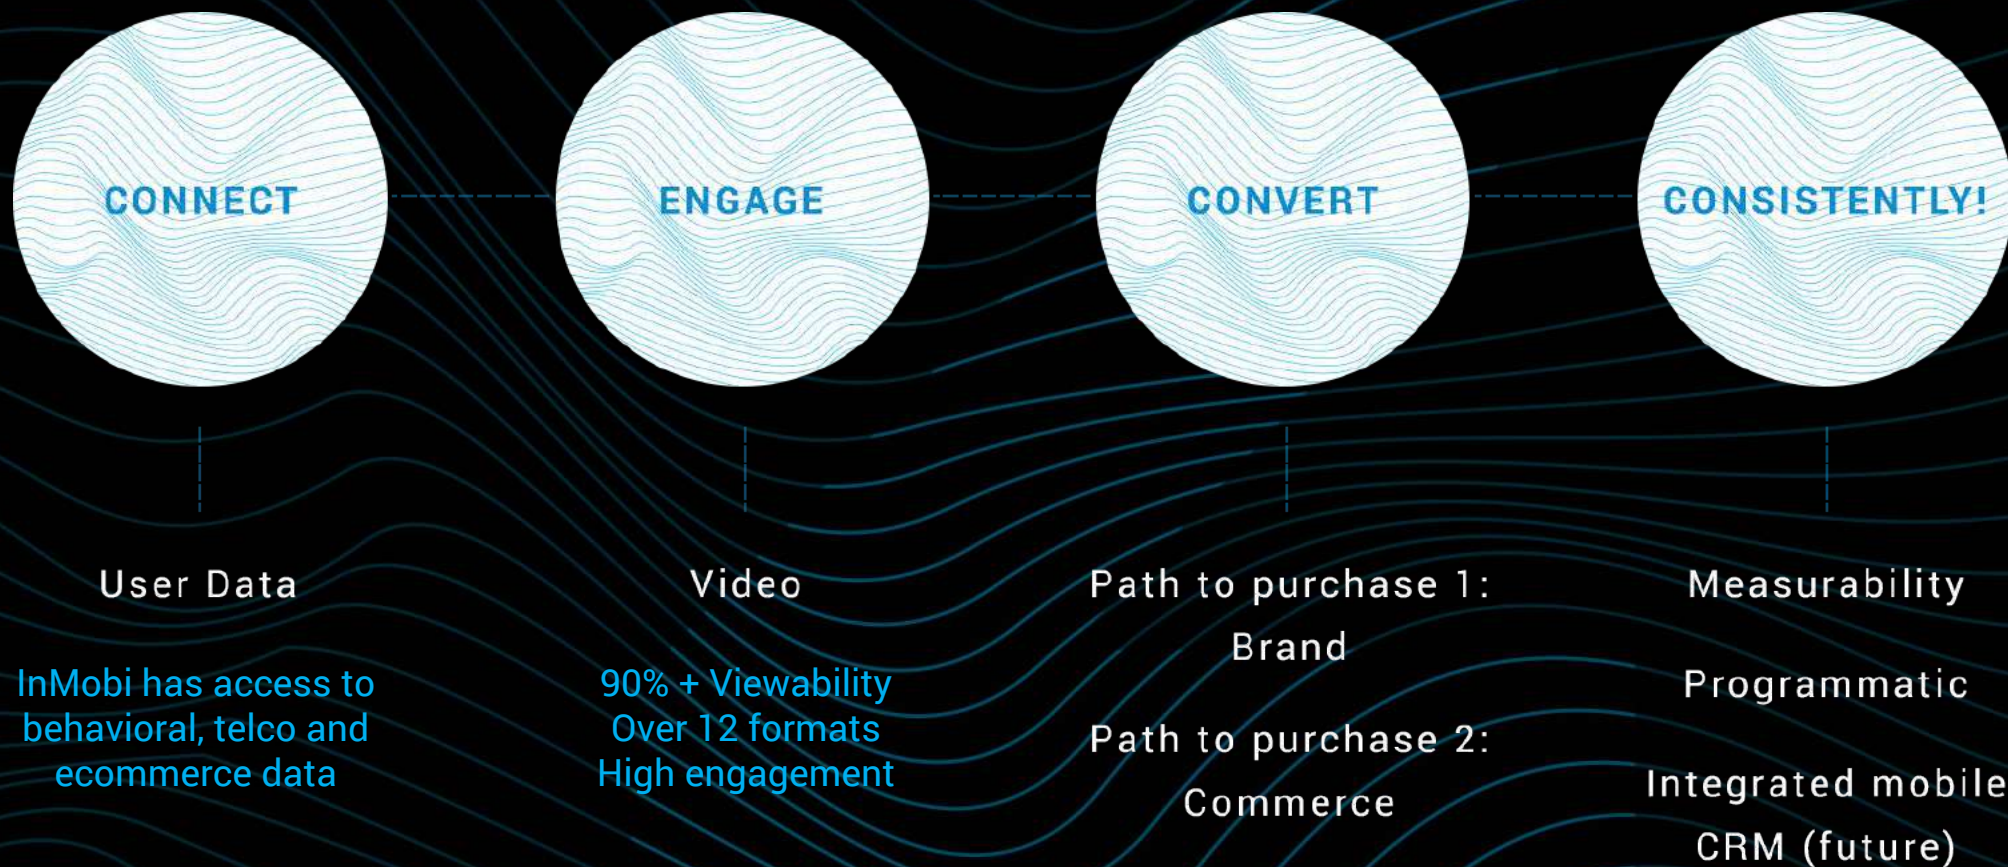 CONNECT
ENGAGE
CONVERT
CONSISTENTLY!
User Data
InMobi has access to
behavioral, telco and
ecommerce data
Video
90% + Viewability
Over 12 formats
High engagement
Path to purchase 1:
Brand
Path to purchase 2:
Commerce
Measurability
Programmatic
Integrated mobile
CRM (future)